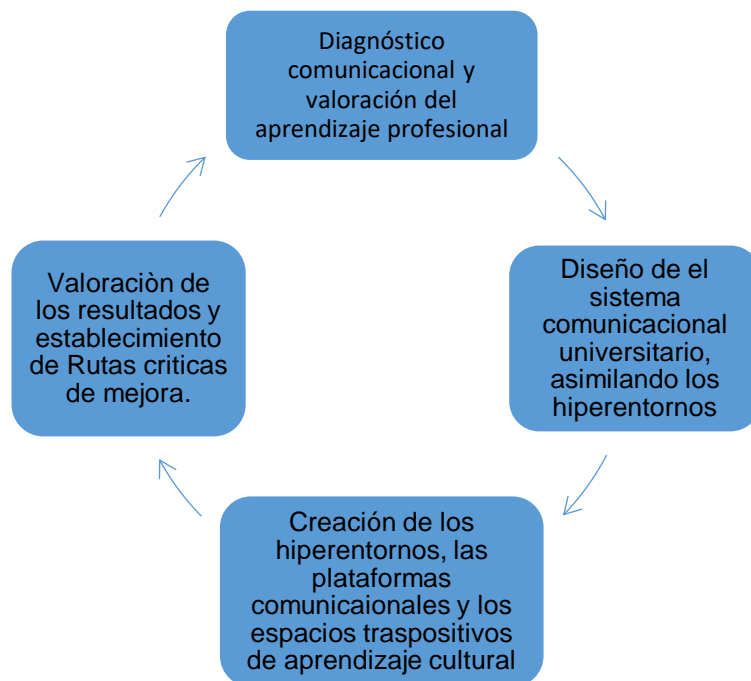 Diagnóstico
comunicacional y
valoración del
aprendizaje profesional
Diseño de el
sistema
comunicacional
universitario,
asimilando los
hiperentornos
Creación de los
hiperentornos, las
plataformas
comunicaionales y los
espacios traspositivos
de aprendizaje cultural
Valoraciòn de
los resultados y
establecimiento
de Rutas criticas
de mejora.